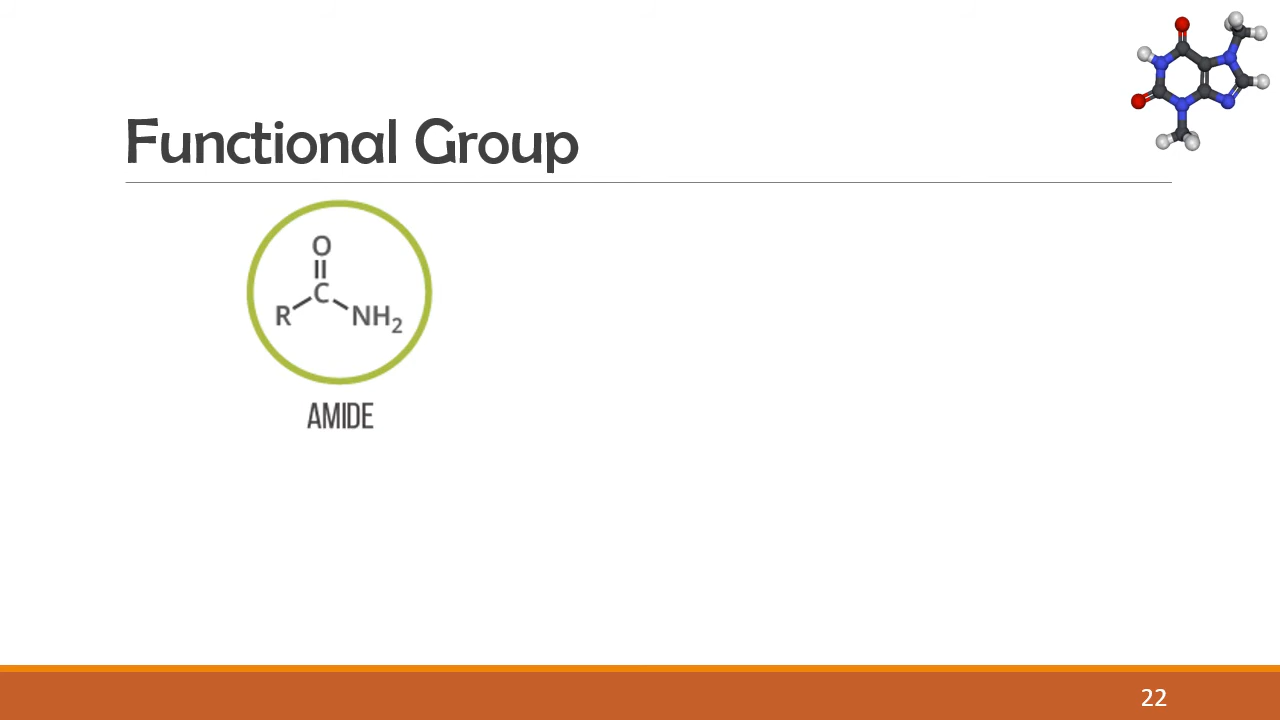 Functional Group
O
C
R
NH₂
AMIDE
22